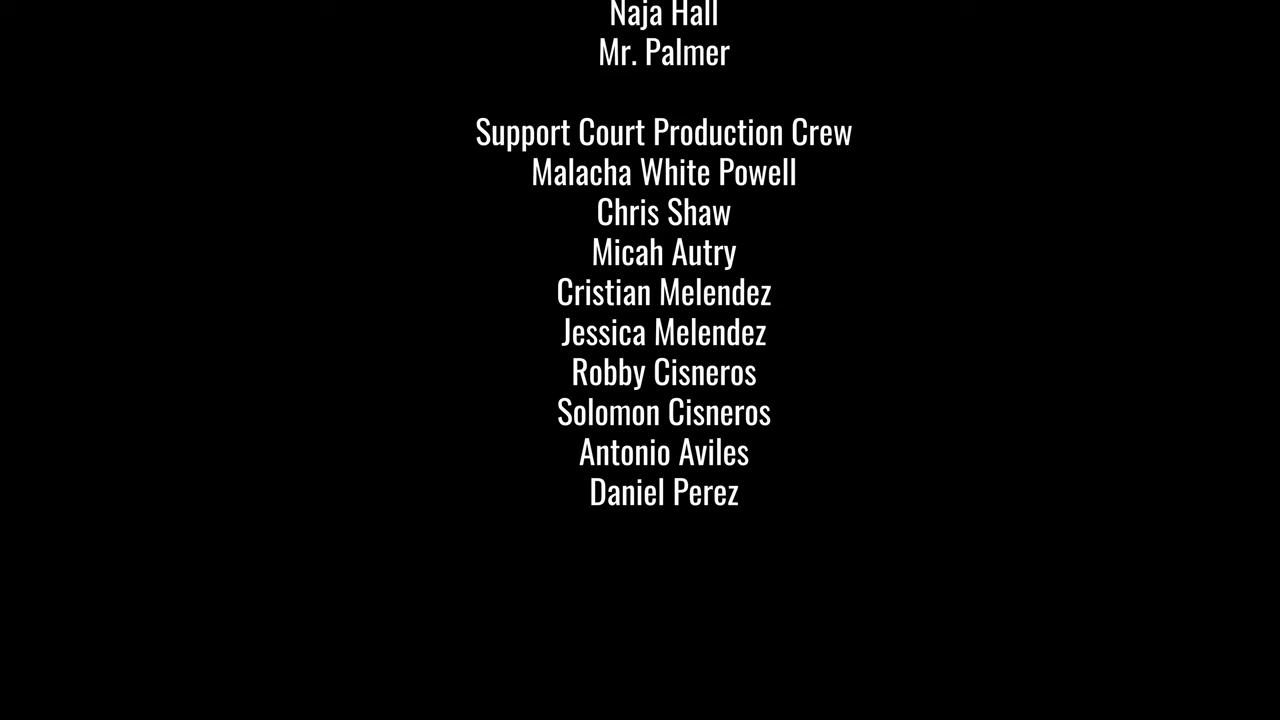 Naja Hall
Mr. Palmer
Support Court Production Crew
Malacha White Powell
Chris Shaw
Micah Autry
Cristian Melendez
Jessica Melendez
Robby Cisneros
Solomon Cisneros
Antonio Aviles
Daniel Perez